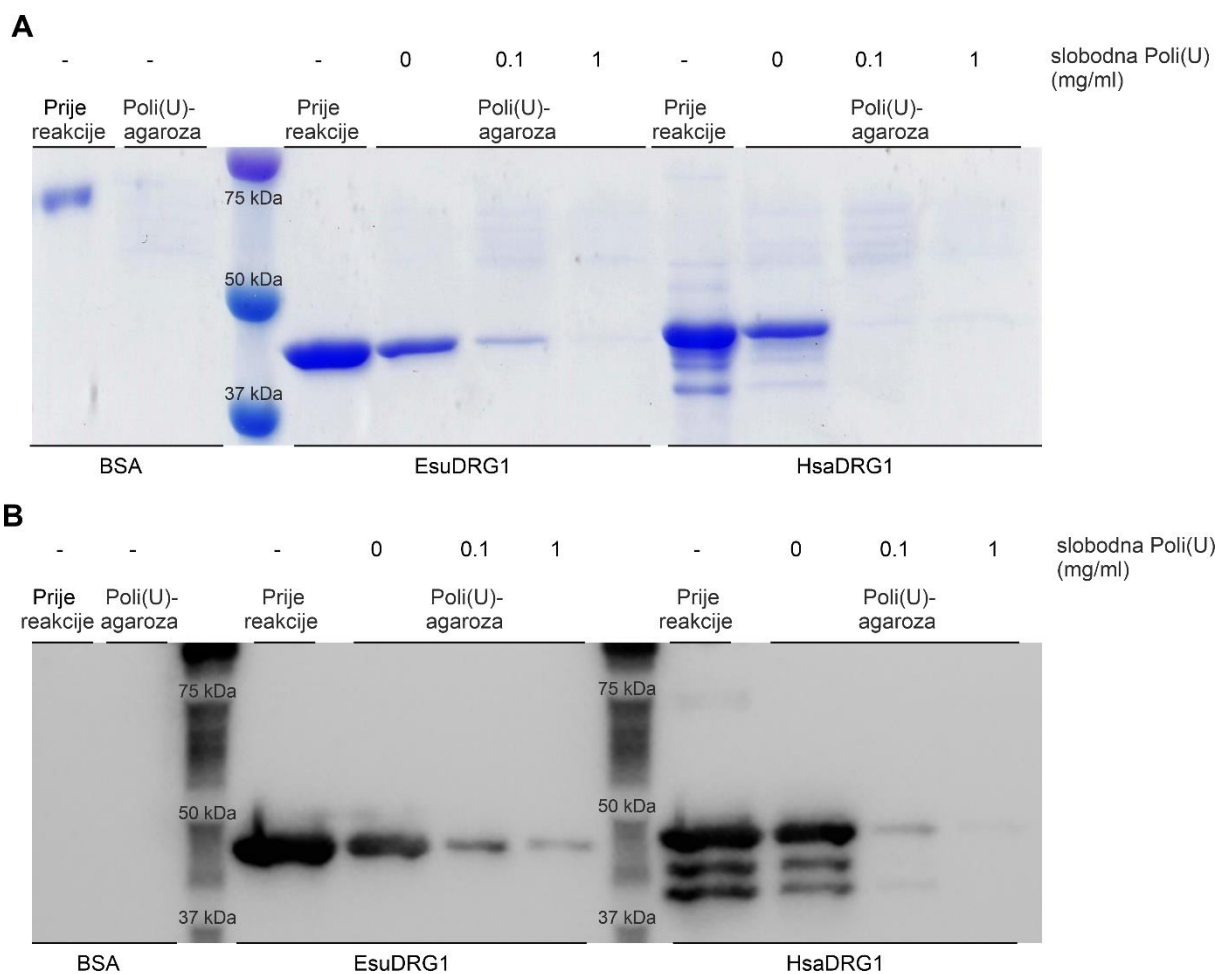 A
- - - 0 0.1 1 - 0 0.1 1 slobodna Poli(U)
(mg/ml)
Prije Poli(U)- Prije Poli(U)- Prije Poli(U)-
reakcije agaroza reakcije agaroza reakcije agaroza
75 kDa
50 kDa
37 kDa
BSA EsuDRG1 HsaDRG1
B
- - - 0 0.1 1 - 0 0.1 1 slobodna Poli(U)
(mg/ml)
Prije Poli(U)- Prije Poli(U)- Prije Poli(U)-
reakcije agaroza reakcije agaroza reakcije agaroza
75 kDa 75 kDa
50 kDa 50 kDa
37 kDa 37 kDa
BSA EsuDRG1 HsaDRG1